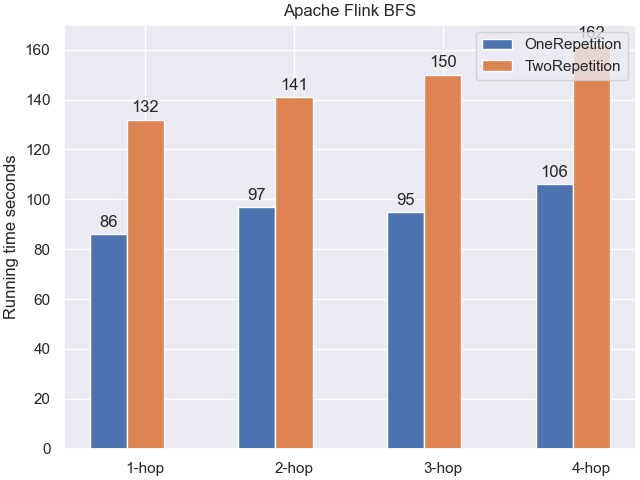 Apache Flink BFS
Running time seconds
160
140
120
100
80
60
40
20
0
OneRepetition
TwoRepetition
86
132
97
141
95
150
106
162
1-hop
2-hop
3-hop
4-hop